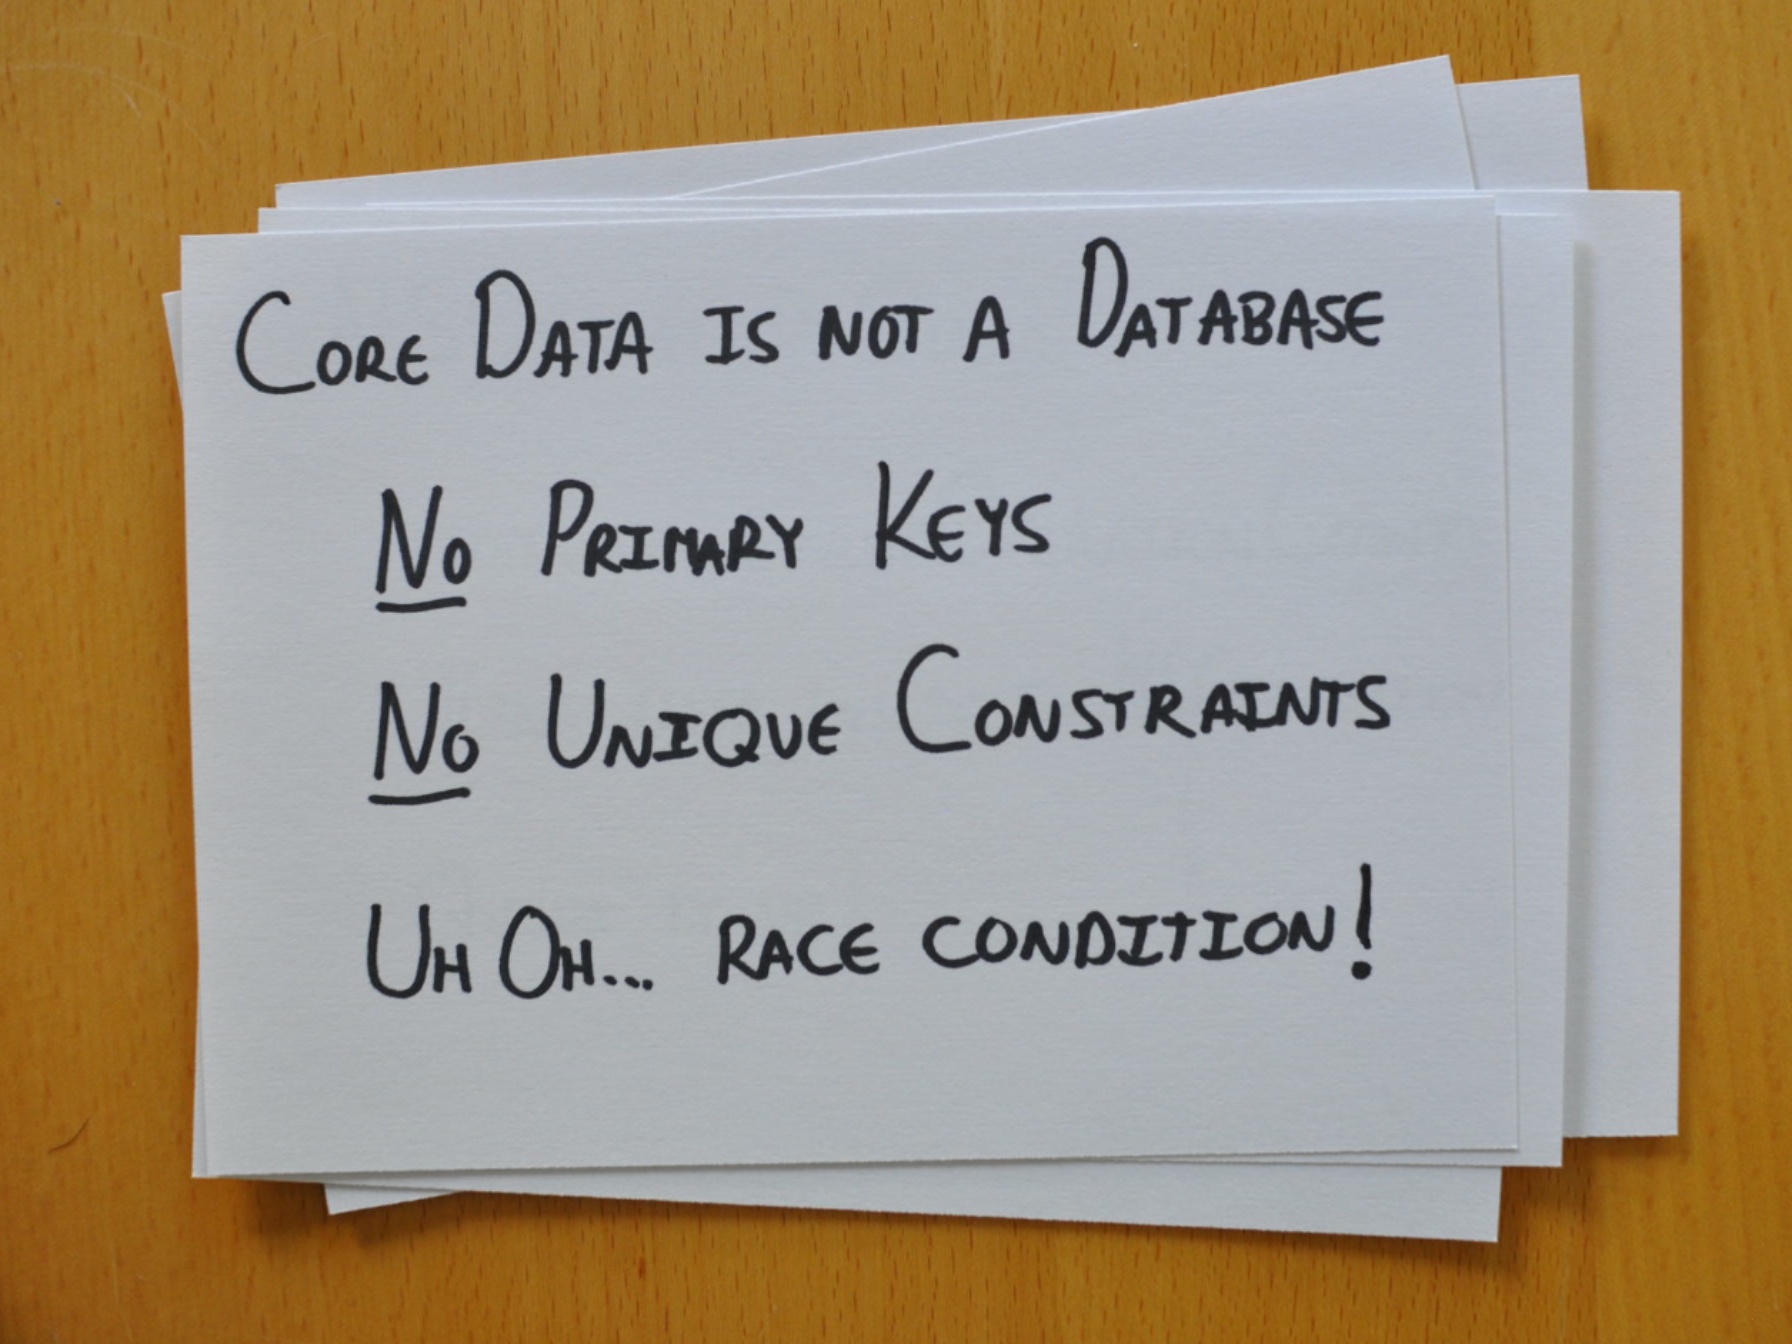 Core Data is not a Database
No Primary Keys
No Unique Constraints
Uh Oh... race condition!